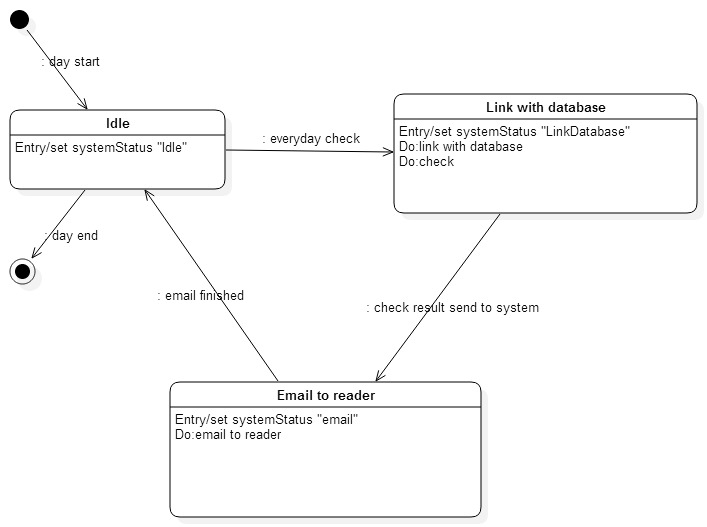 : day start
Idle
Entry/set systemStatus "Idle"
: everyday check
Link with database
Entry/set systemStatus "LinkDatabase"
Do:link with database
Do:check
: day end
: email finished
: check result send to system
Email to reader
Entry/set systemStatus "email"
Do:email to reader